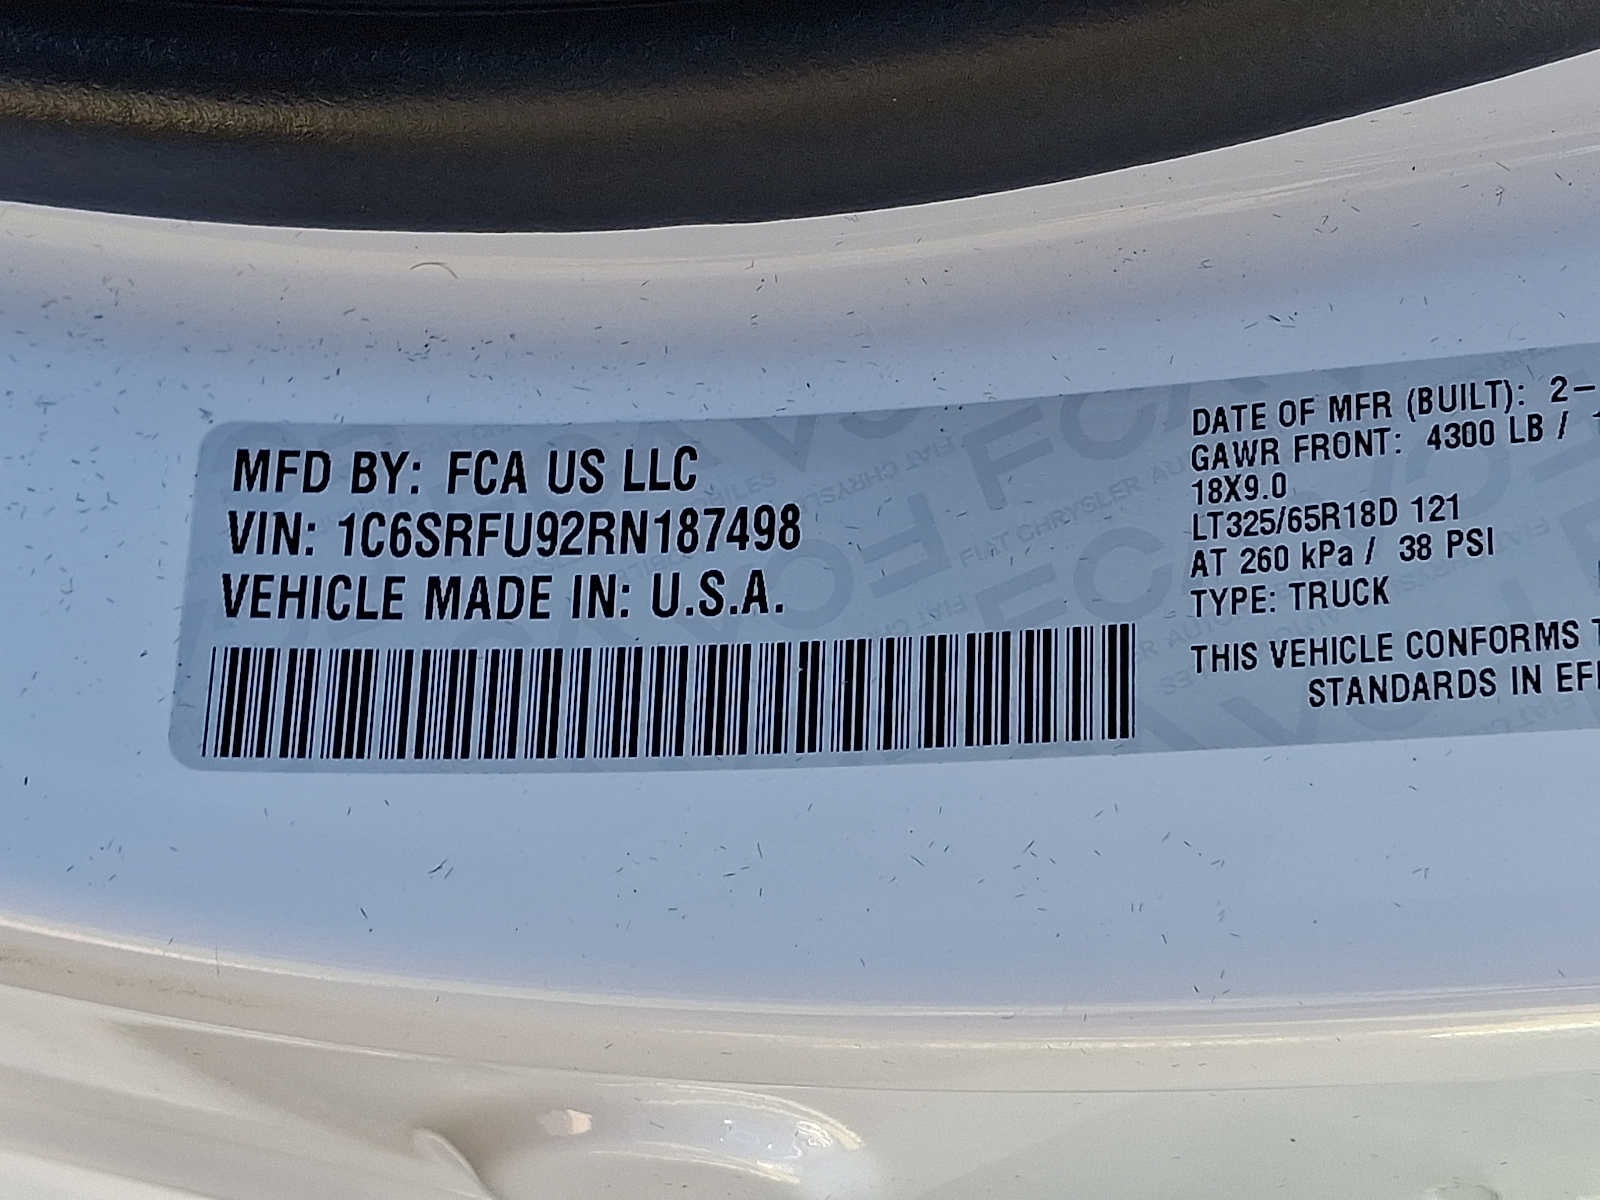 MFD BY: FCA US LLC
VIN: 1C6SRFU92RN187498
VEHICLE MADE IN: U.S.A.
DATE OF MFR (BUILT): 2-
GAWR FRONT: 4300 LB /
18X9.0
LT325/65R18D 121
AT 260 kPa / 38 PSI
TYPE: TRUCK
THIS VEHICLE CONFORMS
STANDARDS IN